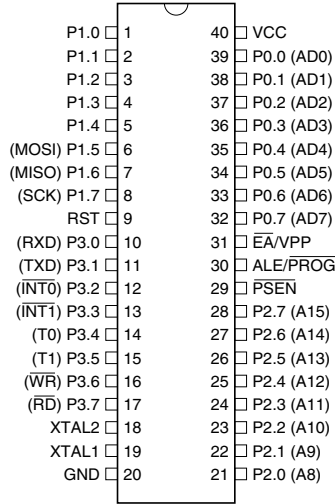 P1.0 1 40 VCC
P1.1 2 39 P0.0 (AD0)
P1.2 3 38 P0.1 (AD1)
P1.3 4 37 P0.2 (AD2)
P1.4 5 36 P0.3 (AD3)
(MOSI) P1.5 6 35 P0.4 (AD4)
(MISO) P1.6 7 34 P0.5 (AD5)
(SCK) P1.7 8 33 P0.6 (AD6)
RST 9 32 P0.7 (AD7)
(RXD) P3.0 10 31 E̅A̅/VPP
(TXD) P3.1 11 30 ALE/P̅R̅O̅G̅
(I̅N̅T̅0̅) P3.2 12 29 P̅S̅E̅N̅
(I̅N̅T̅1̅) P3.3 13 28 P2.7 (A15)
(T0) P3.4 14 27 P2.6 (A14)
(T1) P3.5 15 26 P2.5 (A13)
(W̅R̅) P3.6 16 25 P2.4 (A12)
(R̅D̅) P3.7 17 24 P2.3 (A11)
XTAL2 18 23 P2.2 (A10)
XTAL1 19 22 P2.1 (A9)
GND 20 21 P2.0 (A8)